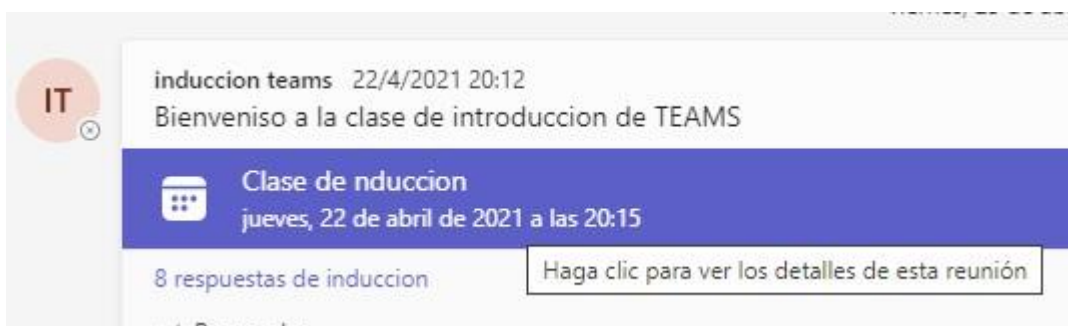 IT
induccion teams 22/4/2021 20:12
Bienveniso a la clase de introduccion de TEAMS
Clase de nduccion
jueves, 22 de abril de 2021 a las 20:15
8 respuestas de induccion
Haga clic para ver los detalles de esta reunión